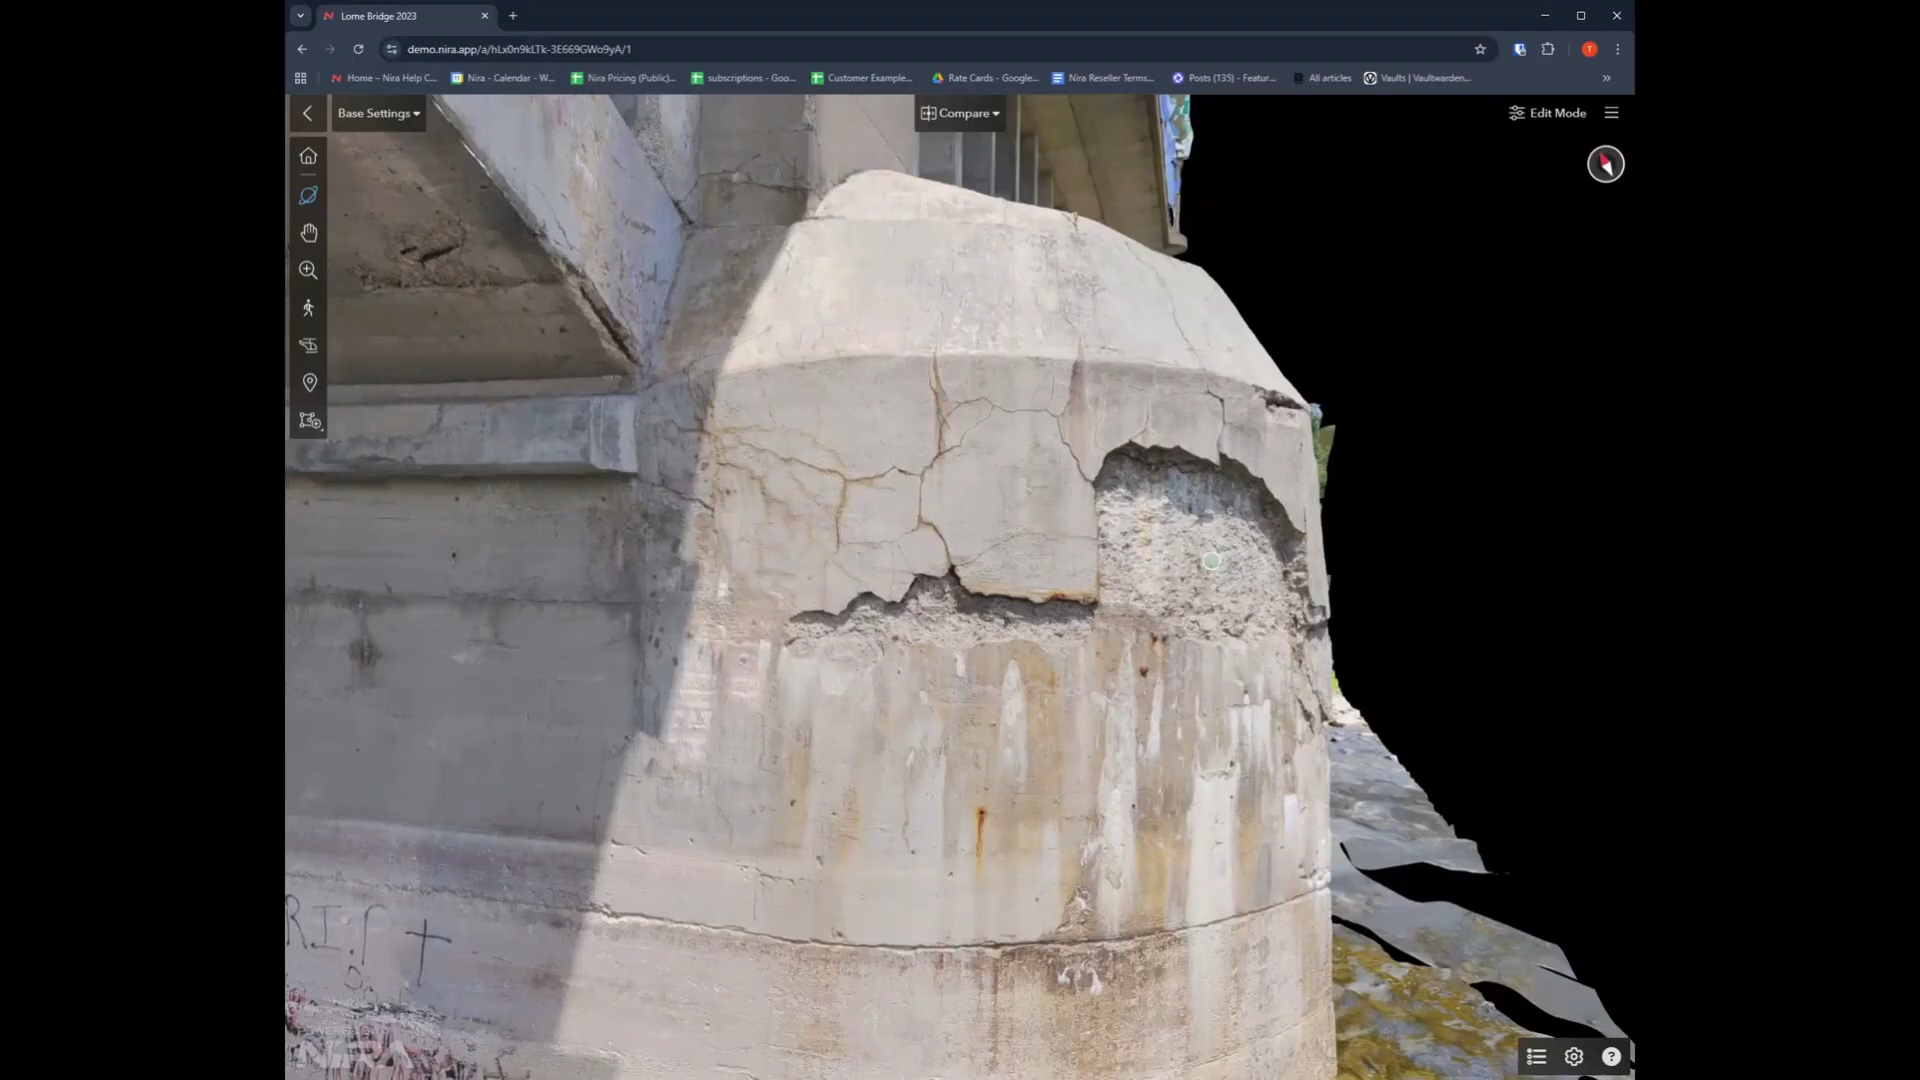 Lome Bridge 2023
demo.nira.app/a/hLx0n9kLTk-3E669GWo9yA/1
Home – Nira Help C...
Nira - Calendar - W...
Nira Pricing (Public)...
subscriptions - Goo...
Customer Example...
Rate Cards - Google...
Nira Reseller Terms...
Posts (135) - Featur...
All articles
Vaults | Vaultwarden...
Base Settings
Compare
Edit Mode
T
R.I.P
NIRA